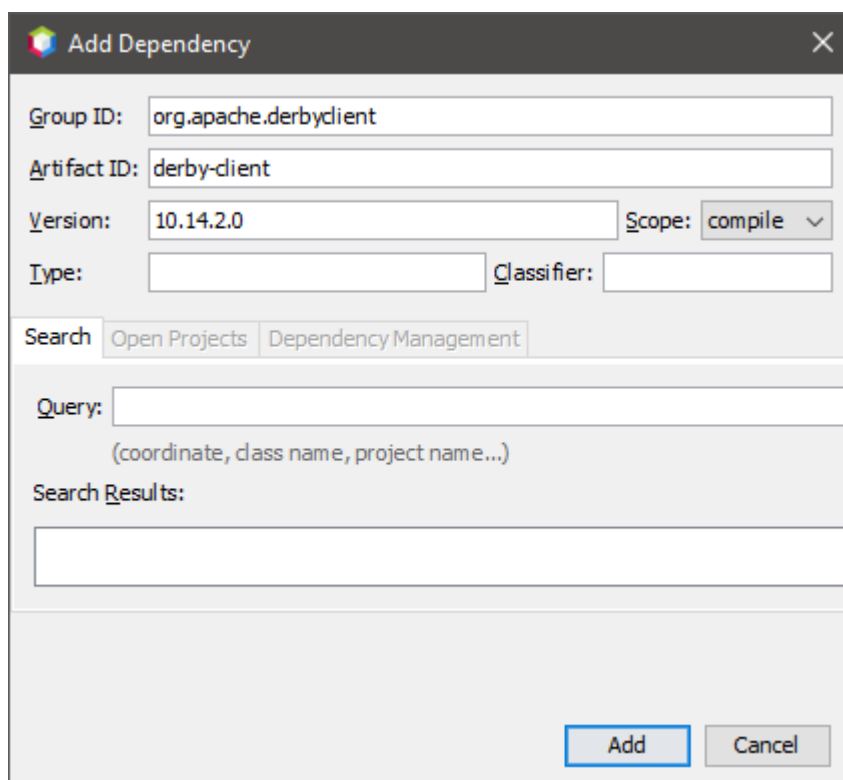 Add Dependency
Group ID: org.apache.derbyclient
Artifact ID: derby-client
Version: 10.14.2.0 Scope: compile
Type: Classifier:
Search Open Projects Dependency Management
Query:
(coordinate, class name, project name...)
Search Results:
Add Cancel